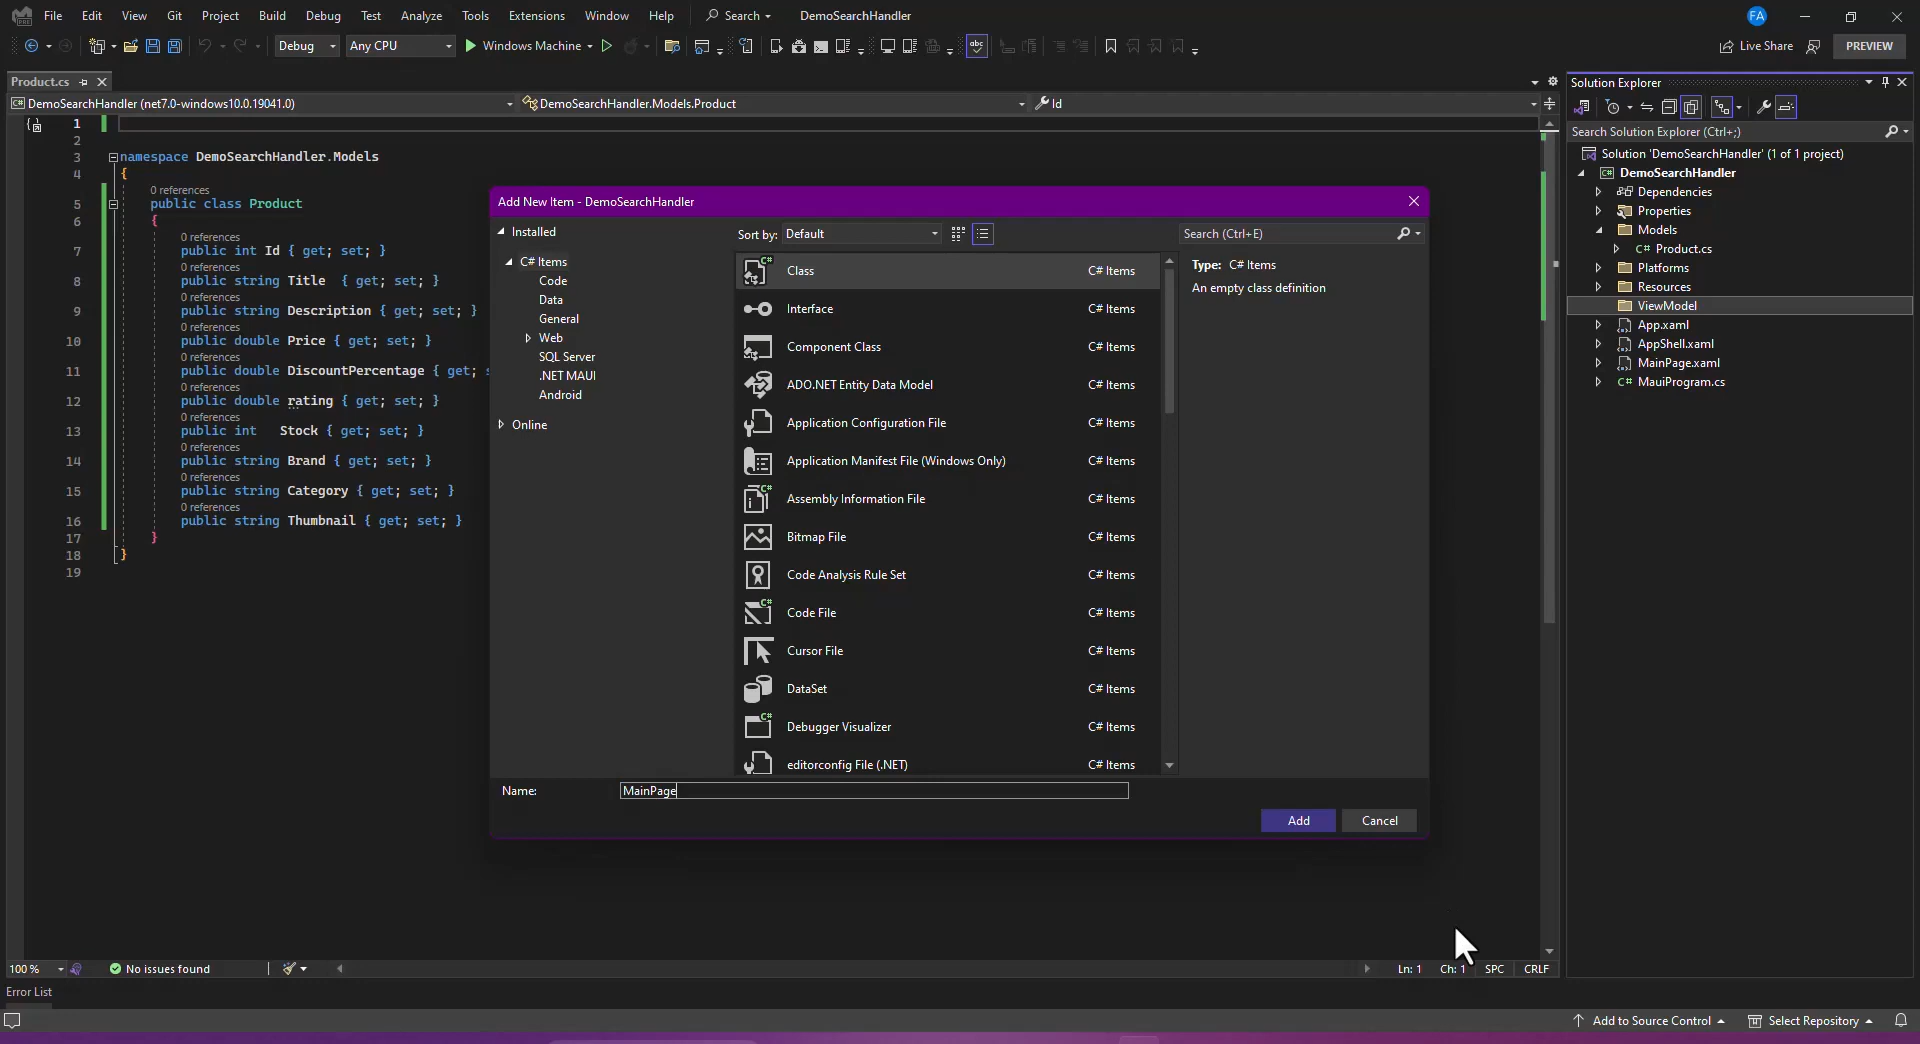 File Edit View Git Project Build Debug Test Analyze Tools Extensions Window Help Search DemoSearchHandler FA
Debug Any CPU Windows Machine abc Live Share PREVIEW
Product.cs
DemoSearchHandler (net7.0-windows10.0.19041.0) DemoSearchHandler.Models.Product Id
1
2
3 namespace DemoSearchHandler.Models
4 {
0 references
5 public class Product
6 {
0 references
7 public int Id { get; set; }
0 references
8 public string Title { get; set; }
0 references
9 public string Description { get; set; }
0 references
10 public double Price { get; set; }
0 references
11 public double DiscountPercentage { get; s
0 references
12 public double rating { get; set; }
0 references
13 public int Stock { get; set; }
0 references
14 public string Brand { get; set; }
0 references
15 public string Category { get; set; }
0 references
16 public string Thumbnail { get; set; }
17 }
18 }
19
Add New Item - DemoSearchHandler
Installed
C# Items
Code
Data
General
Web
SQL Server
.NET MAUI
Android
Online
Sort by: Default
Search (Ctrl+E)
Class C# Items
Interface C# Items
Component Class C# Items
ADO.NET Entity Data Model C# Items
Application Configuration File C# Items
Application Manifest File (Windows Only) C# Items
Assembly Information File C# Items
Bitmap File C# Items
Code Analysis Rule Set C# Items
Code File C# Items
Cursor File C# Items
DataSet C# Items
Debugger Visualizer C# Items
editorconfig File (.NET) C# Items
Type: C# Items
An empty class definition
Name: MainPage
Add Cancel
Solution Explorer
Search Solution Explorer (Ctrl+;)
Solution 'DemoSearchHandler' (1 of 1 project)
C# DemoSearchHandler
Dependencies
Properties
Models
C# Product.cs
Platforms
Resources
ViewModel
App.xaml
AppShell.xaml
MainPage.xaml
C# MauiProgram.cs
100 % No issues found Ln: 1 Ch: 1 SPC CRLF
Error List
Add to Source Control Select Repository